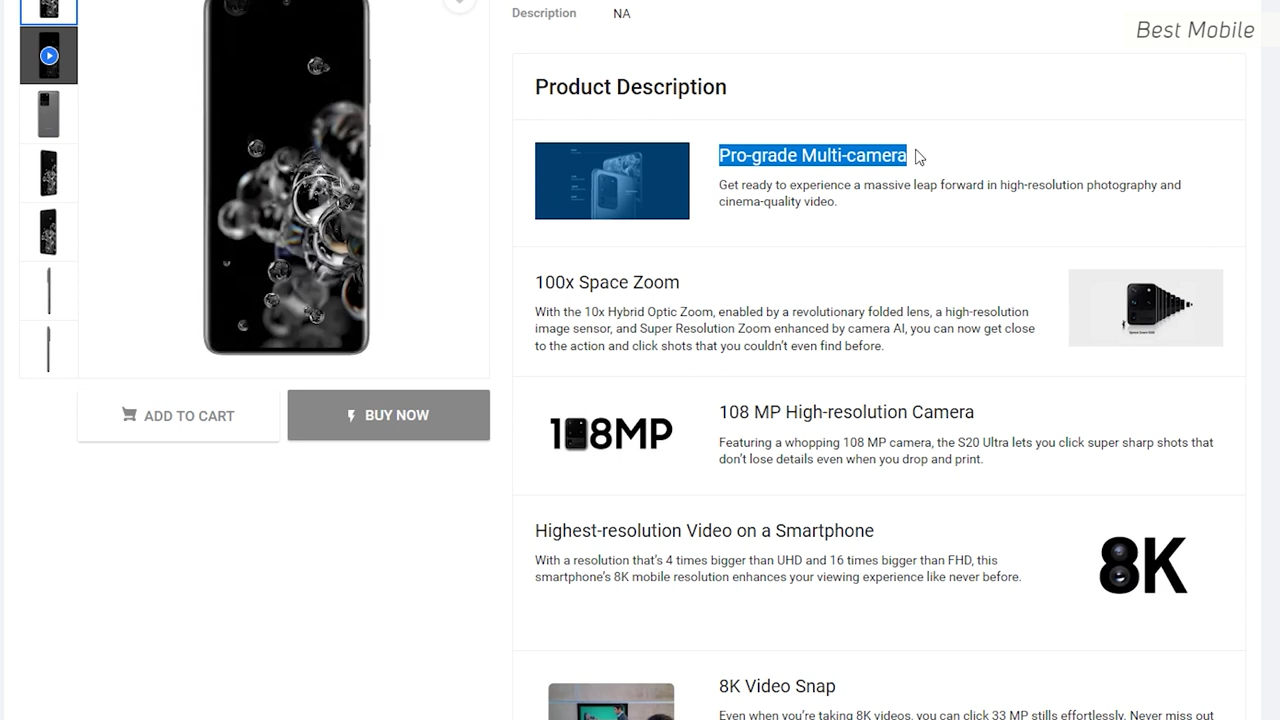 Description NA
Best Mobile
Product Description
Pro-grade Multi-camera
Get ready to experience a massive leap forward in high-resolution photography and
cinema-quality video.
100x Space Zoom
With the 10x Hybrid Optic Zoom, enabled by a revolutionary folded lens, a high-resolution
image sensor, and Super Resolution Zoom enhanced by camera AI, you can now get close
to the action and click shots that you couldn't even find before.
108MP
108 MP High-resolution Camera
Featuring a whopping 108 MP camera, the S20 Ultra lets you click super sharp shots that
don't lose details even when you drop and print.
ADD TO CART
BUY NOW
Highest-resolution Video on a Smartphone
With a resolution that's 4 times bigger than UHD and 16 times bigger than FHD, this
smartphone's 8K mobile resolution enhances your viewing experience like never before.
8K
8K Video Snap
Even when you're taking 8K videos, you can click 33 MP stills effortlessly. Never miss out